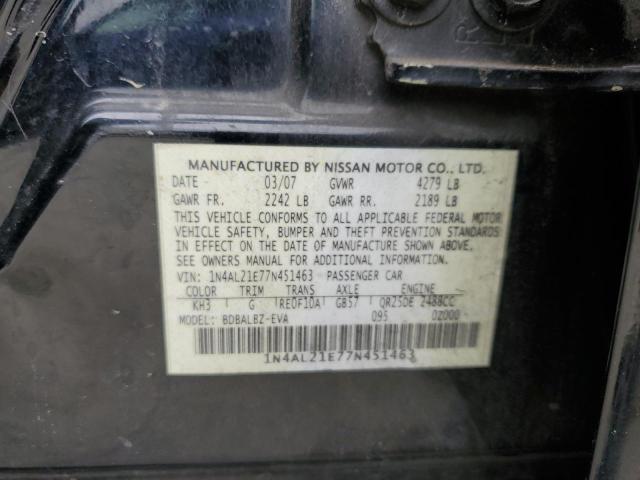 MANUFACTURED BY NISSAN MOTOR CO., LTD.
DATE 03/07 GVWR 4279 LB
GAWR FR. 2242 LB GAWR RR. 2189 LB
THIS VEHICLE CONFORMS TO ALL APPLICABLE FEDERAL MOTOR
VEHICLE SAFETY, BUMPER AND THEFT PREVENTION STANDARDS
IN EFFECT ON THE DATE OF MANUFACTURE SHOWN ABOVE.
SEE OWNERS MANUAL FOR ADDITIONAL INFORMATION
VIN: 1N4AL21E77N451463 PASSENGER CAR
COLOR TRIM TRANS AXLE ENGINE
KH3 G RE0F10A GB57 QR25DE 2488CC
MODEL: BDBALBZ-EVA 095 0Z000
1N4AL21E77N451463